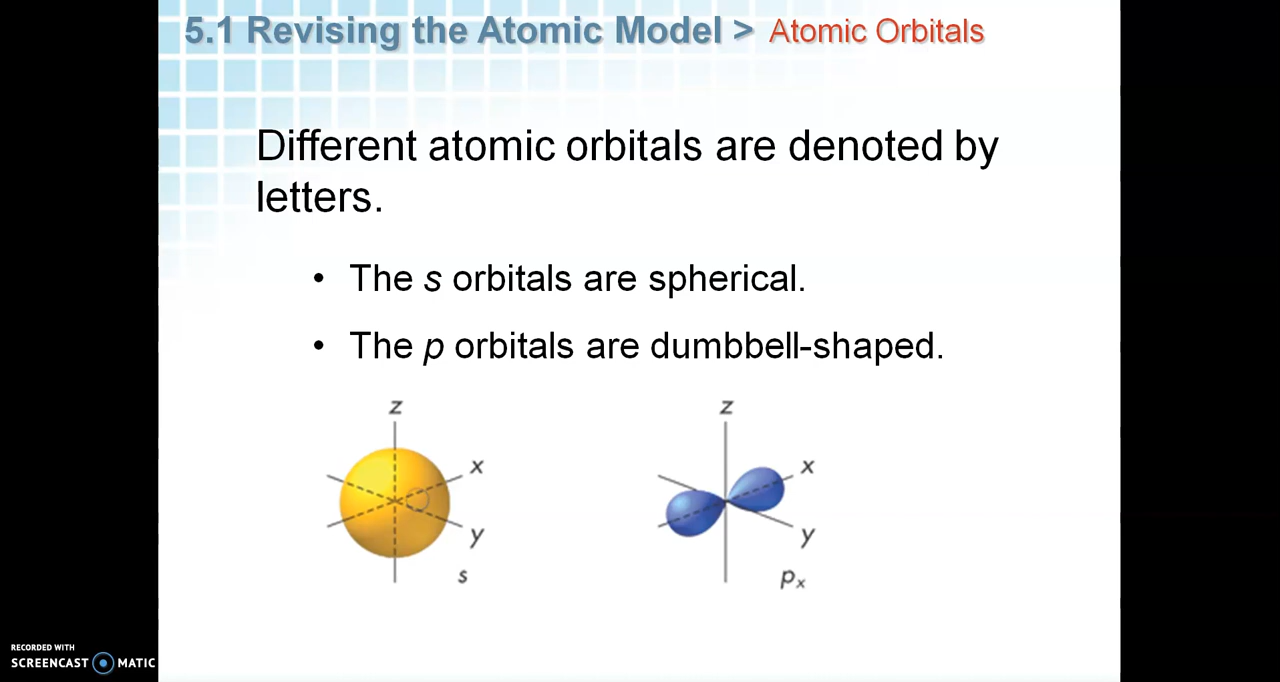 5.1 Revising the Atomic Model > Atomic Orbitals
Different atomic orbitals are denoted by
letters.
• The s orbitals are spherical.
• The p orbitals are dumbbell-shaped.
z
x
y
s
z
x
y
px
RECORDED WITH
SCREENCAST MATIC